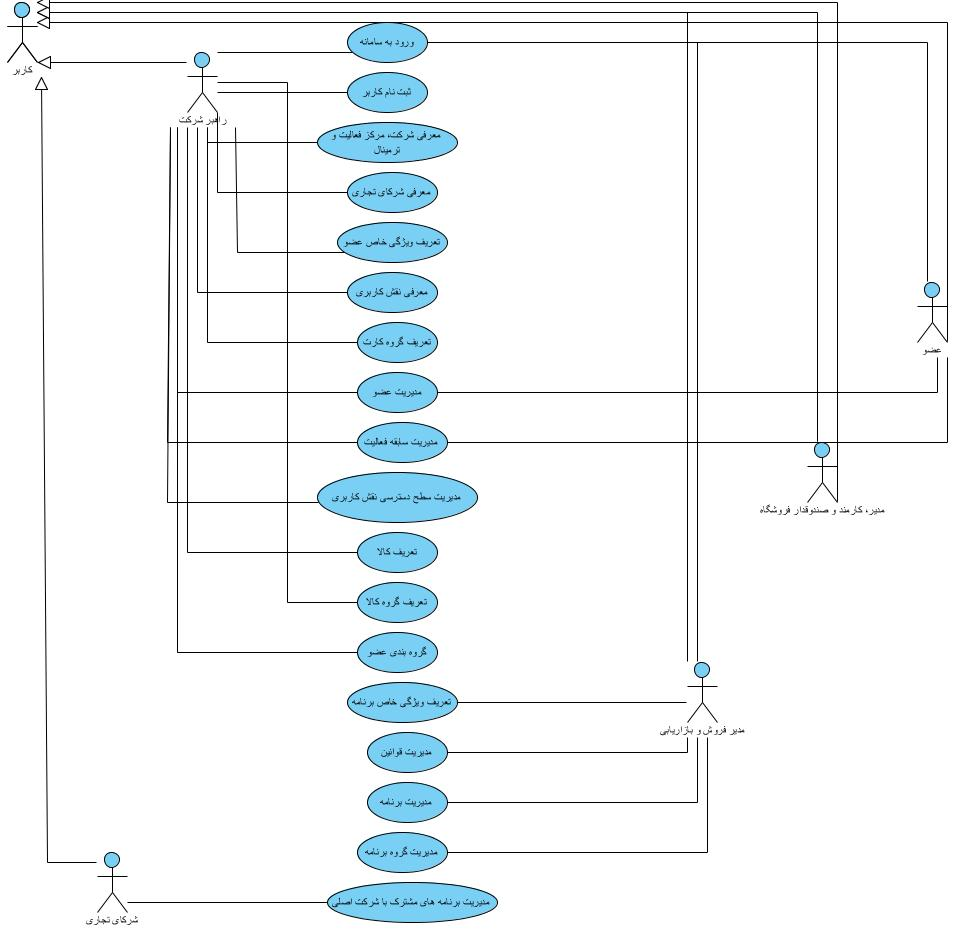 کاربر
ورود به سامانه
ثبت نام کاربر
راهبر شرکت
معرفی شرکت، مرکز فعالیت و
ترمینال
معرفی شرکای تجاری
تعریف ویژگی خاص عضو
معرفی نقش کاربری
تعریف گروه کارت
عضو
مدیریت عضو
مدیریت سابقه فعالیت
مدیریت سطح دسترسی نقش کاربری
مدیر، کارمند و صندوقدار فروشگاه
تعریف کالا
تعریف گروه کالا
گروه بندی عضو
تعریف ویژگی خاص برنامه
مدیر فروش و بازاریابی
مدیریت قوانین
مدیریت برنامه
مدیریت گروه برنامه
مدیریت برنامه های مشترک با شرکت اصلی
شرکای تجاری